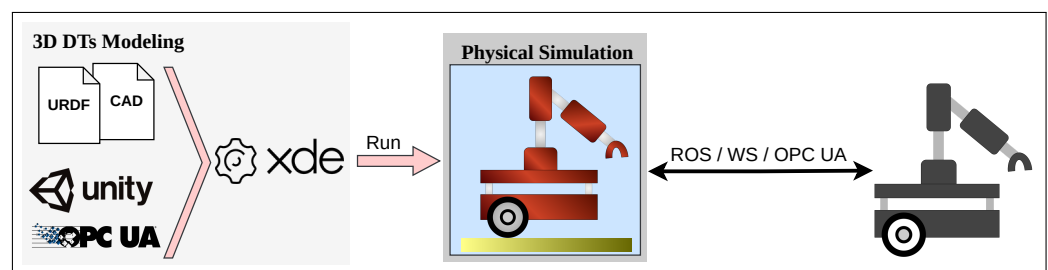 3D DTs Modeling
URDF
CAD
unity
OPC UA
xde
Run
Physical Simulation
ROS / WS / OPC UA